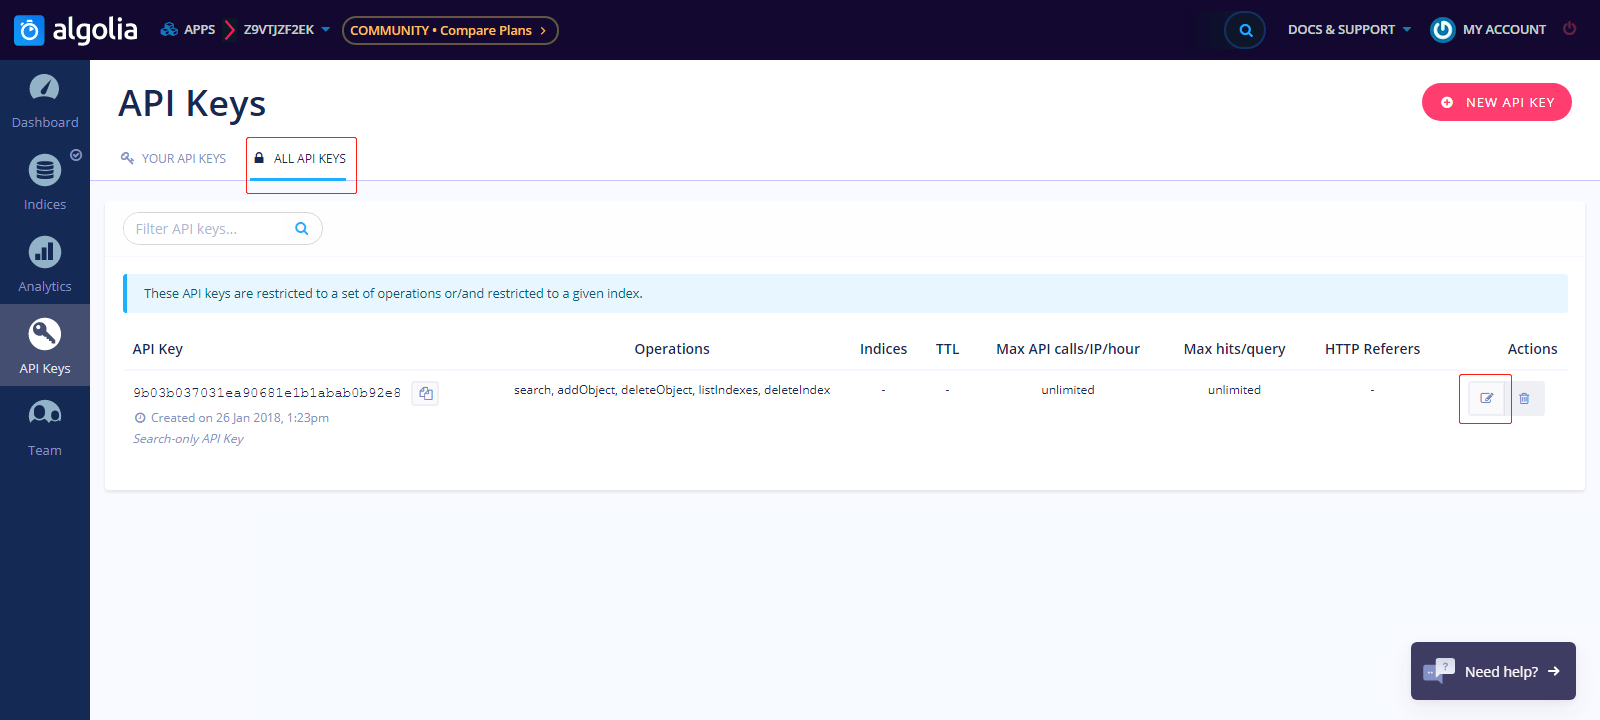 algolia
APPS
Z9VTJZF2EK
COMMUNITY • Compare Plans
DOCS & SUPPORT
MY ACCOUNT
Dashboard
Indices
Analytics
API Keys
Team
API Keys
NEW API KEY
YOUR API KEYS
ALL API KEYS
Filter API keys...
These API keys are restricted to a set of operations or/and restricted to a given index.
API Key Operations Indices TTL Max API calls/IP/hour Max hits/query HTTP Referers Actions
9b03b037031ea90681e1b1abab0b92e8 search, addObject, deleteObject, listIndexes, deleteIndex - - unlimited unlimited -
Created on 26 Jan 2018, 1:23pm
Search-only API Key
Need help?